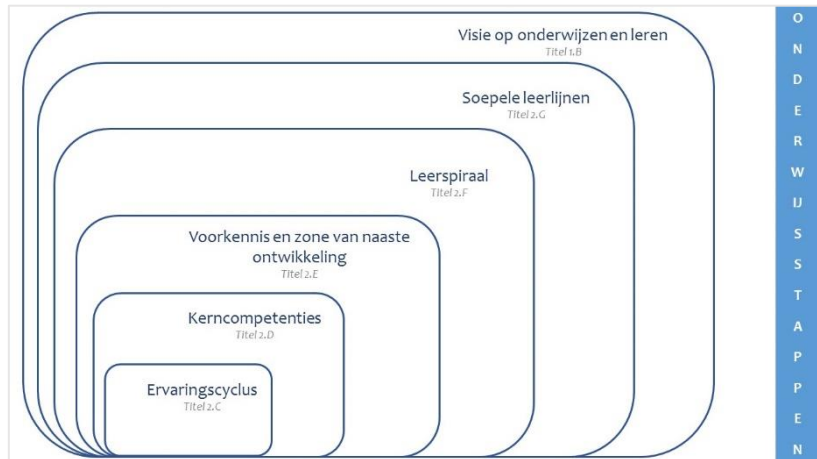 Visie op onderwijzen en leren
Titel 1.B
Soepele leerlijnen
Titel 2.G
Leerspiraal
Titel 2.F
Voorkennis en zone van naaste
ontwikkeling
Titel 2.E
Kerncompetenties
Titel 2.D
Ervaringscyclus
Titel 2.C
ONDERWIJSSTAPPEN